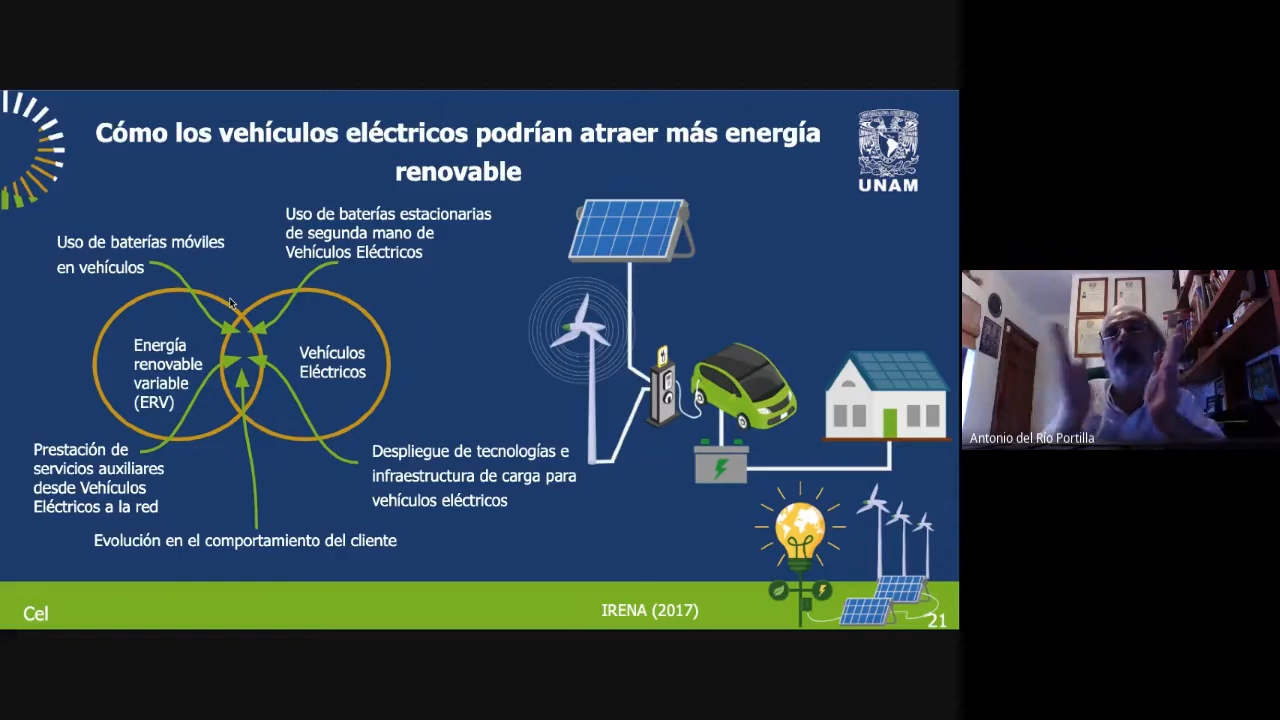 Cómo los vehículos eléctricos podrían atraer más energía
renovable
UNAM
Uso de baterías móviles
en vehículos
Uso de baterías estacionarias
de segunda mano de
Vehículos Eléctricos
Energía
renovable
variable
(ERV)
Vehículos
Eléctricos
Prestación de
servicios auxiliares
desde Vehículos
Eléctricos a la red
Despliegue de tecnologías e
infraestructura de carga para
vehículos eléctricos
Evolución en el comportamiento del cliente
Cel
IRENA (2017)
21
Antonio del Río Portilla